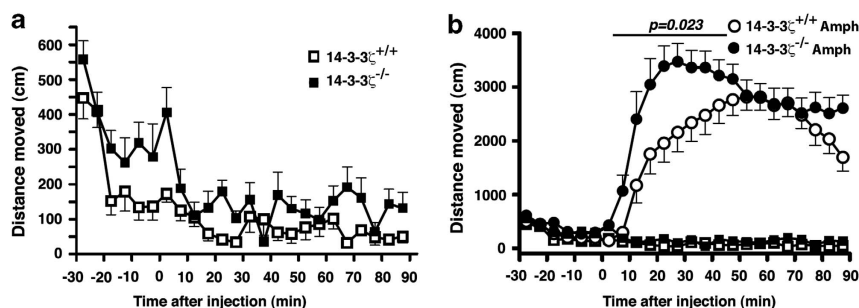 a
Distance moved (cm)
600
500
400
300
200
100
0
-30 -20 -10 0 10 20 30 40 50 60 70 80 90
Time after injection (min)
14-3-3ζ+/+
14-3-3ζ-/-
b
Distance moved (cm)
4000
3000
2000
1000
0
-30 -20 -10 0 10 20 30 40 50 60 70 80 90
Time after injection (min)
p=0.023
14-3-3ζ+/+ Amph
14-3-3ζ-/- Amph